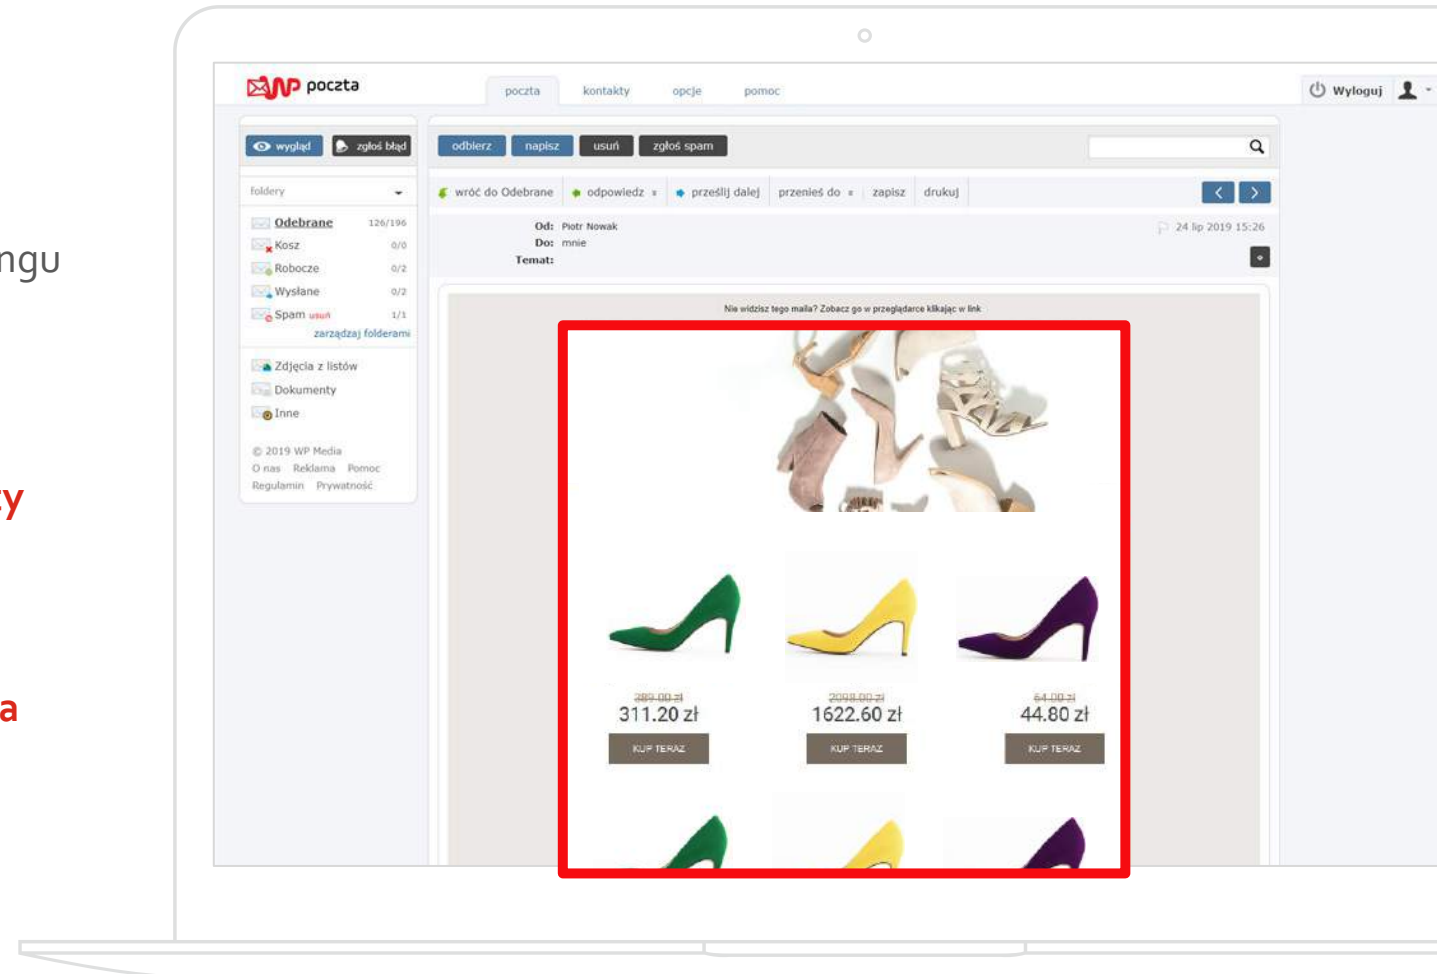 ngu
y
a
poczta
poczta kontakty opcje pomoc
Wyloguj
wygląd zgłoś błąd
odbierz napisz usuń zgłoś spam
foldery
wróć do Odebrane odpowiedz prześlij dalej przenieś do zapisz drukuj
Odebrane 126/196
Kosz 0/0
Robocze 0/2
Wysłane 0/2
Spam usuń 1/1
zarządzaj folderami
Zdjęcia z listów
Dokumenty
Inne
© 2019 WP Media
O nas Reklama Pomoc
Regulamin Prywatność
Od: Piotr Nowak
24 lip 2019 15:26
Do: mnie
Temat:
Nie widzisz tego maila? Zobacz go w przeglądarce klikając w link
389.00 zł 2098.00 zł 64.00 zł
311.20 zł 1622.60 zł 44.80 zł
KUP TERAZ KUP TERAZ KUP TERAZ